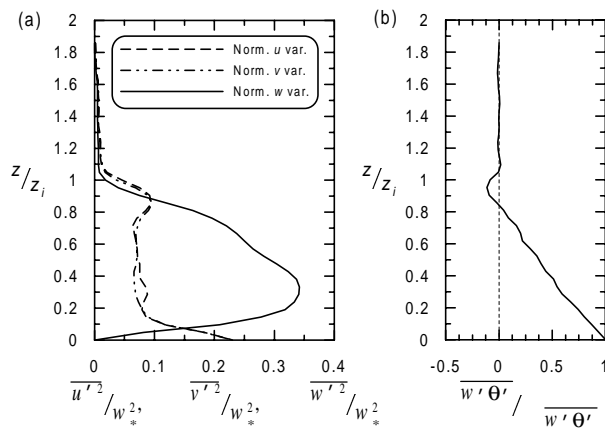 (a)
2
1.8
1.6
1.4
1.2
1
0.8
0.6
0.4
0.2
0
z/z_i
Norm. u var.
Norm. v var.
Norm. w var.
0 0.1 0.2 0.3 0.4
u′²/w*², v′²/w*², w′²/w*²
(b)
2
1.8
1.6
1.4
1.2
1
0.8
0.6
0.4
0.2
0
z/z_i
-0.5 0 0.5 1
w′θ′/w′θ′